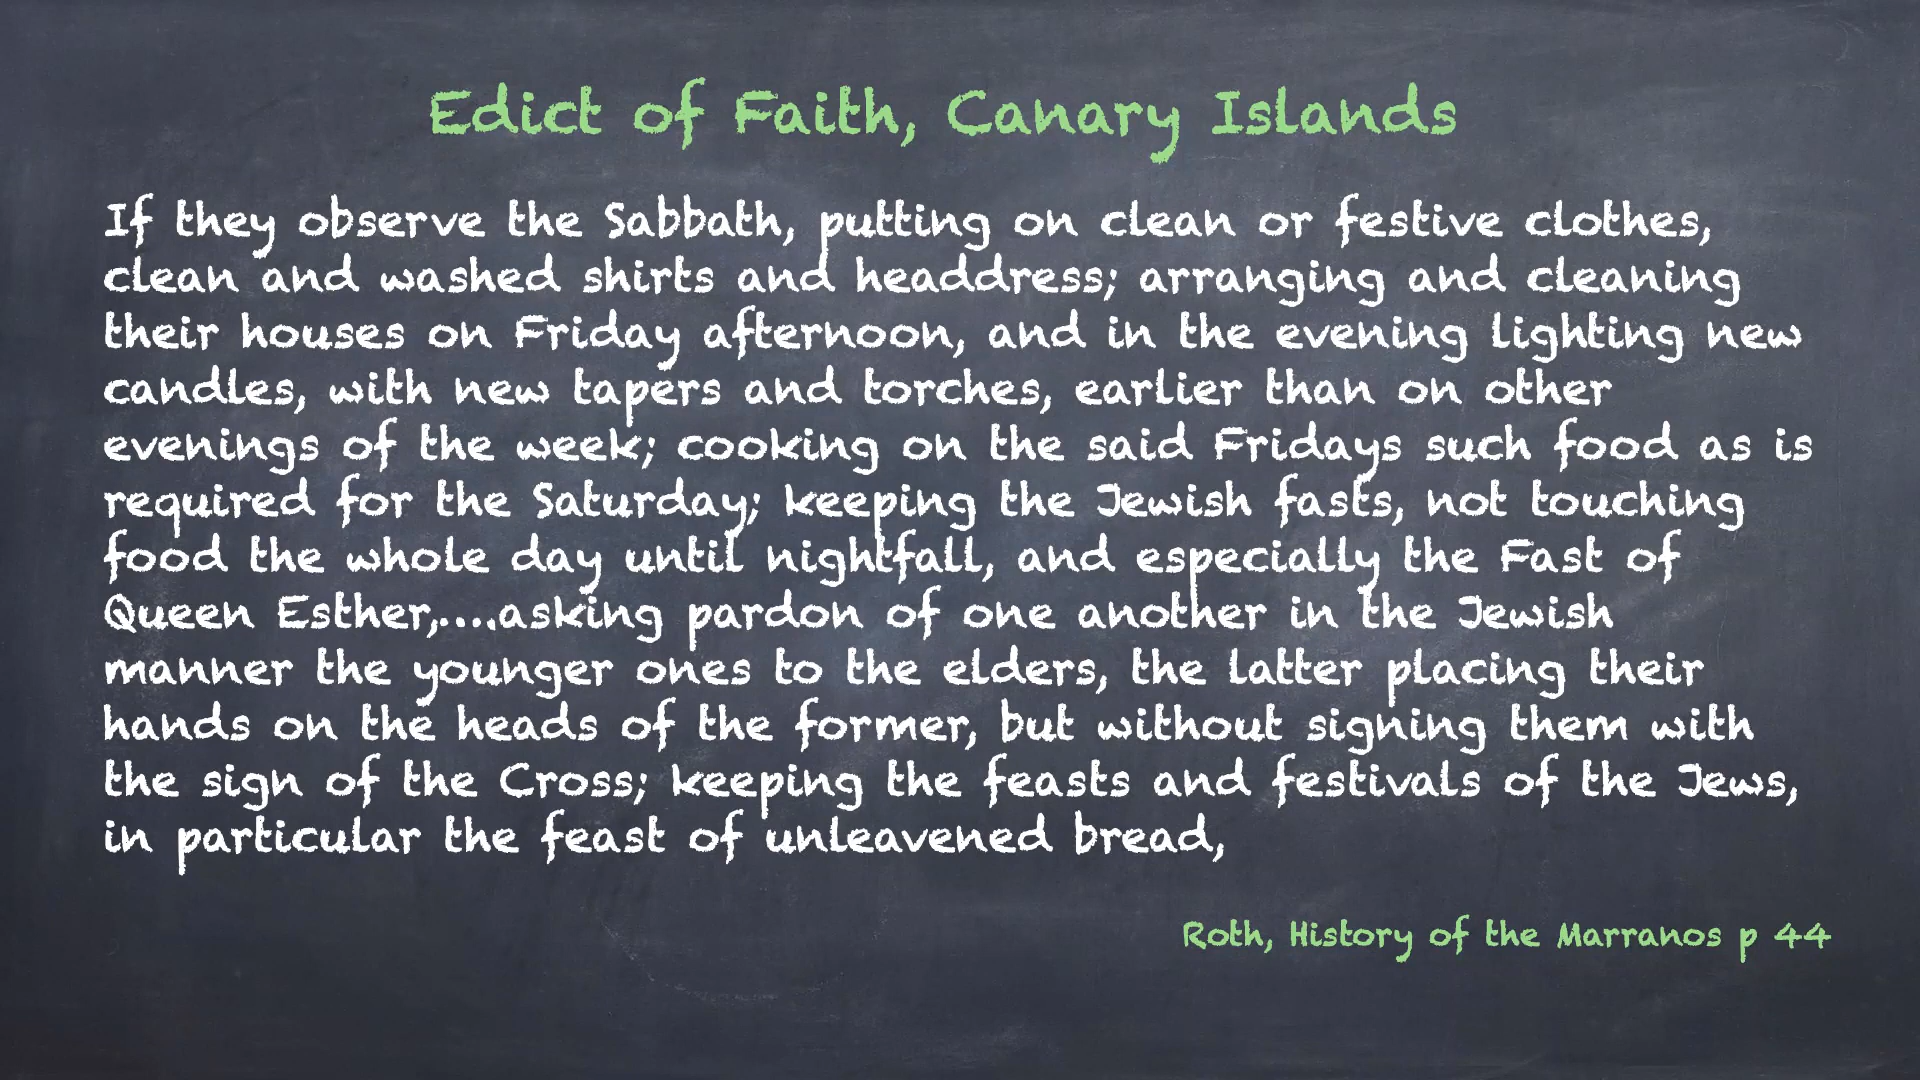 Edict of Faith, Canary Islands
If they observe the Sabbath, putting on clean or festive clothes,
clean and washed shirts and headdress; arranging and cleaning
their houses on Friday afternoon, and in the evening lighting new
candles, with new tapers and torches, earlier than on other
evenings of the week; cooking on the said Fridays such food as is
required for the Saturday; keeping the Jewish fasts, not touching
food the whole day until nightfall, and especially the Fast of
Queen Esther,....asking pardon of one another in the Jewish
manner the younger ones to the elders, the latter placing their
hands on the heads of the former, but without signing them with
the sign of the Cross; keeping the feasts and festivals of the Jews,
in particular the feast of unleavened bread,
Roth, History of the Marranos p 44